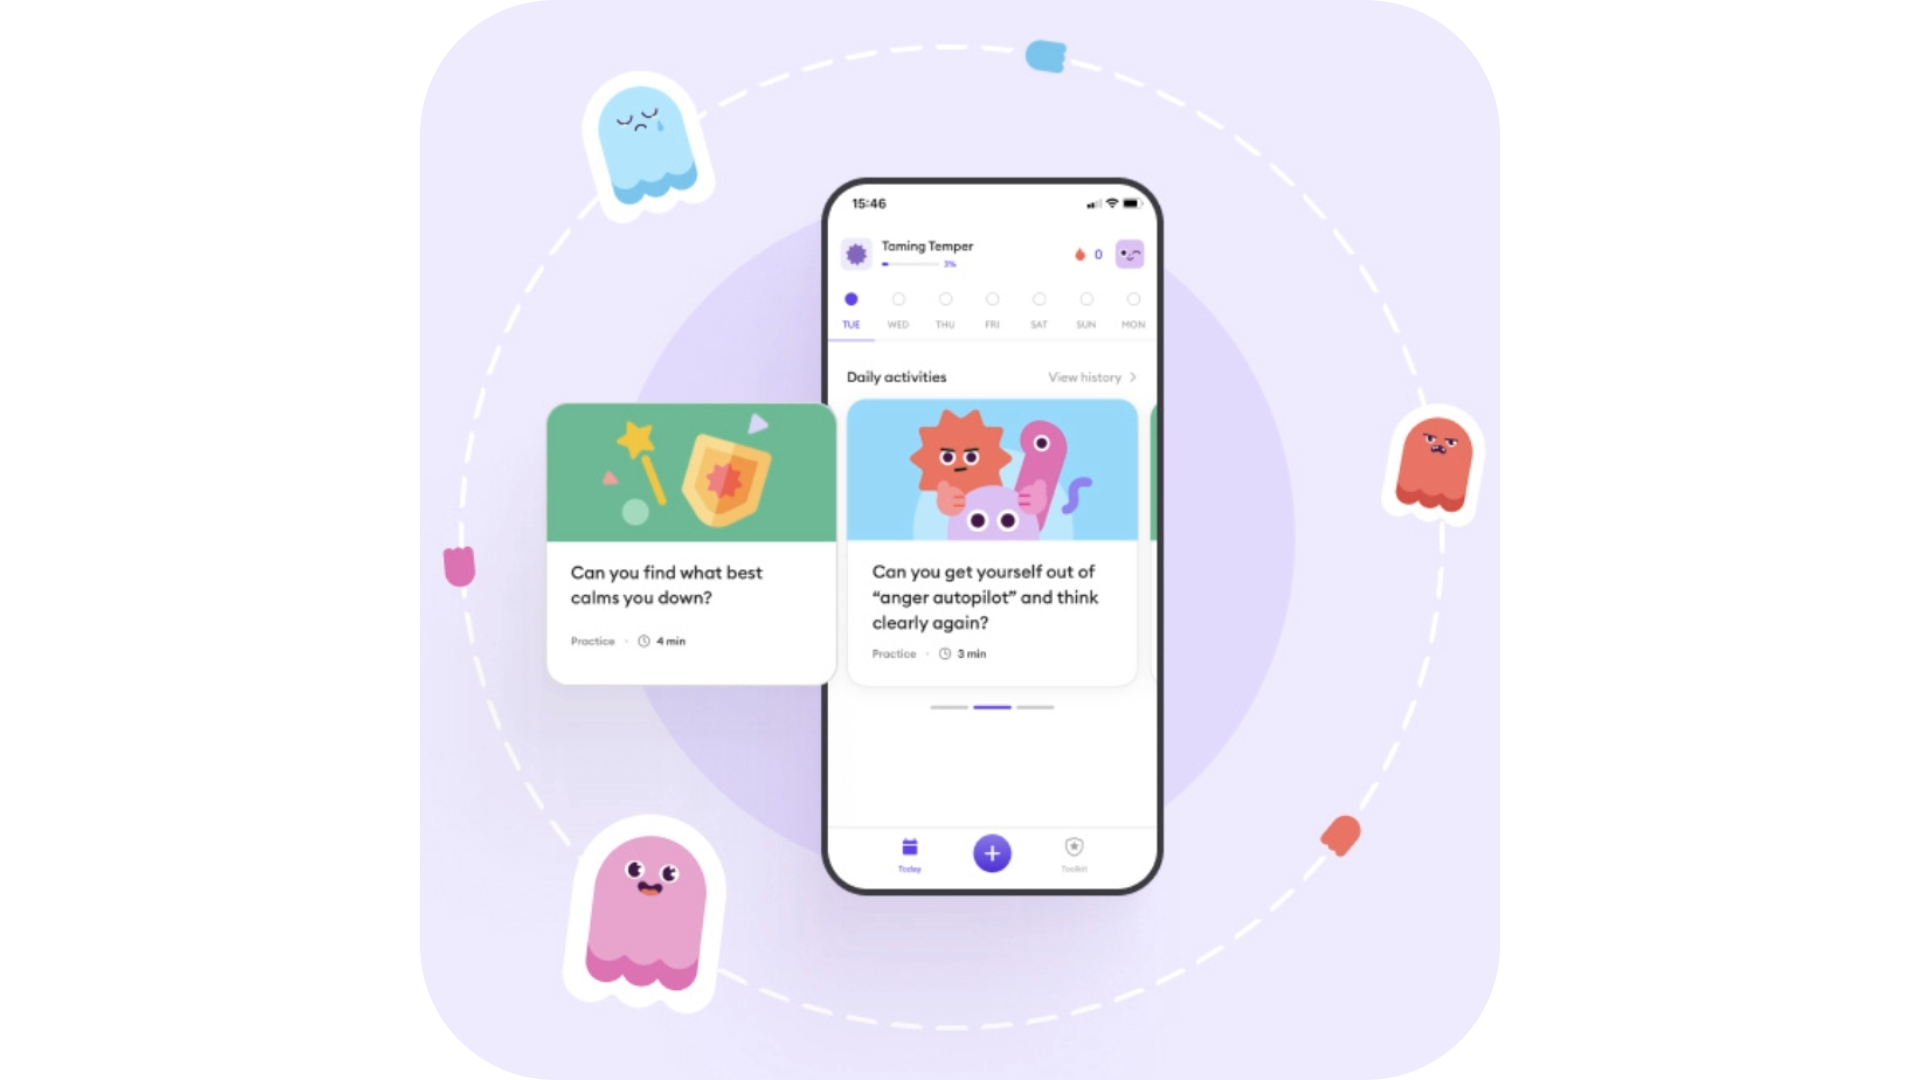 15:46
Taming Temper
3%
0
TUE WED THU FRI SAT SUN MON
Daily activities
View history
Can you find what best
calms you down?
Practice · 4 min
Can you get yourself out of
“anger autopilot” and think
clearly again?
Practice · 3 min
Today
Toolkit